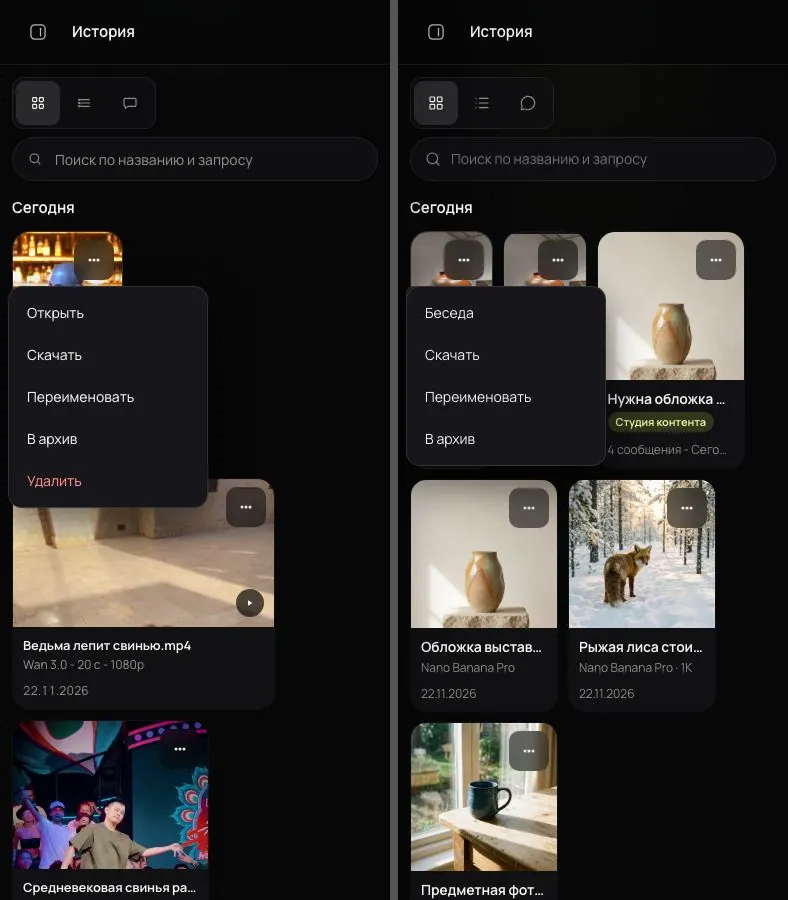 История
Поиск по названию и запросу
Сегодня
Открыть
Скачать
Переименовать
В архив
Удалить
Ведьма лепит свинью.mp4
Wan 3.0 - 20 с - 1080p
22.11.2026
Средневековая свинья ра...
История
Поиск по названию и запросу
Сегодня
Беседа
Скачать
Переименовать
В архив
Нужна обложка ...
Студия контента
4 сообщения - Сего...
Обложка выстав...
Nano Banana Pro
22.11.2026
Рыжая лиса стои...
Nano Banana Pro · 1K
22.11.2026
Предметная фот...